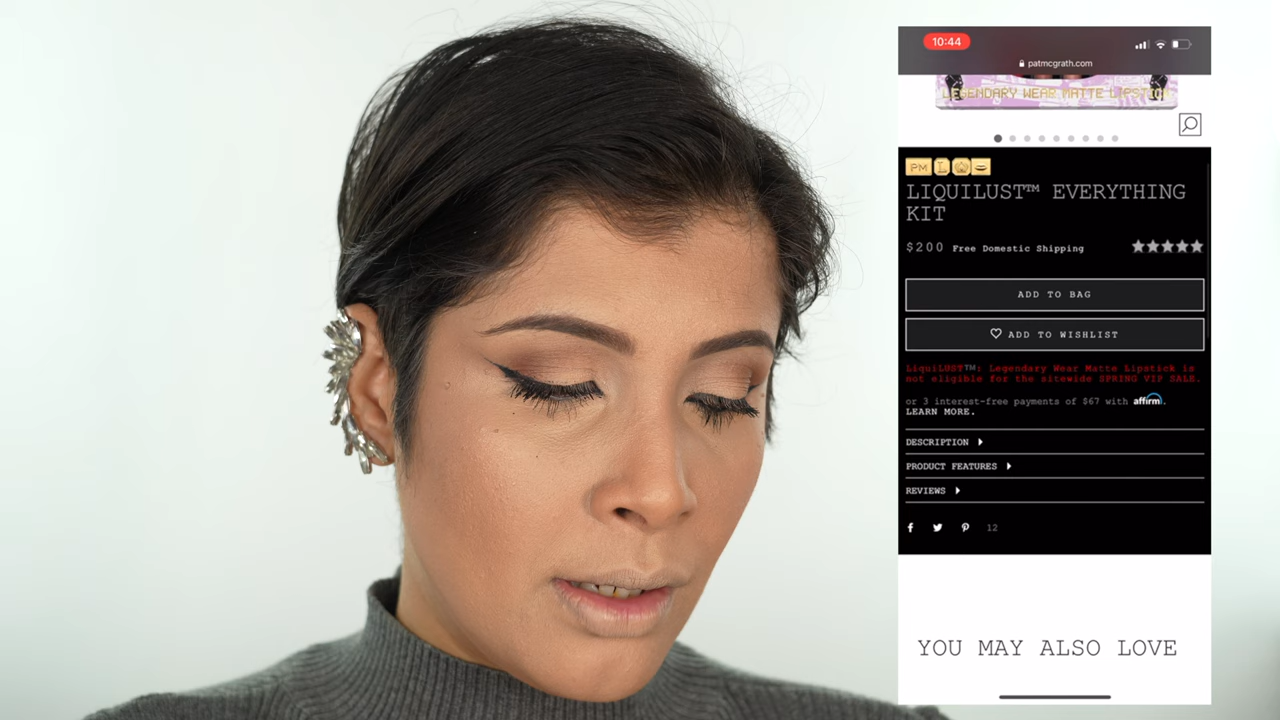 10:44
patmcgrath.com
LEGENDARY WEAR MATTE LIPSTICK
PM L
LIQUILUST™ EVERYTHING
KIT
$200 Free Domestic Shipping
ADD TO BAG
ADD TO WISHLIST
LiquiLUST™: Legendary Wear Matte Lipstick is
not eligible for the sitewide SPRING VIP SALE.
or 3 interest-free payments of $67 with affirm.
LEARN MORE.
DESCRIPTION
PRODUCT FEATURES
REVIEWS
12
YOU MAY ALSO LOVE